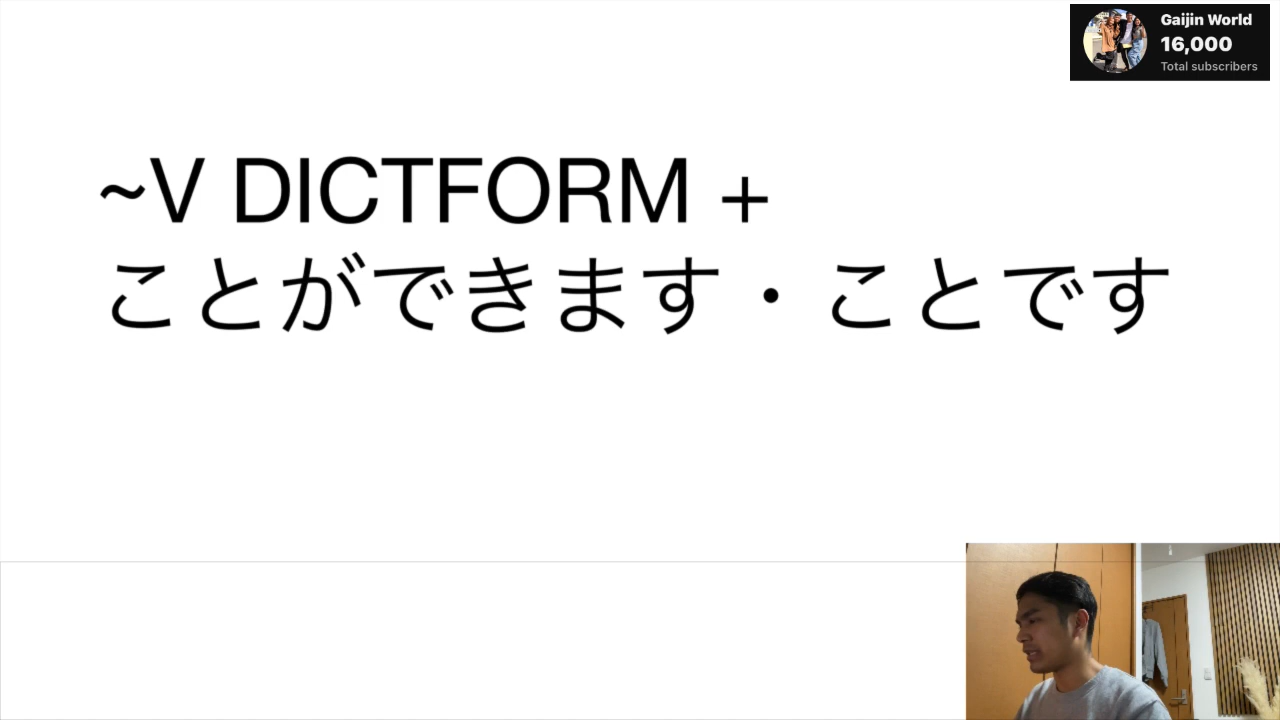 Gaijin World
16,000
Total subscribers
~V DICTFORM +
ことができます・ことです